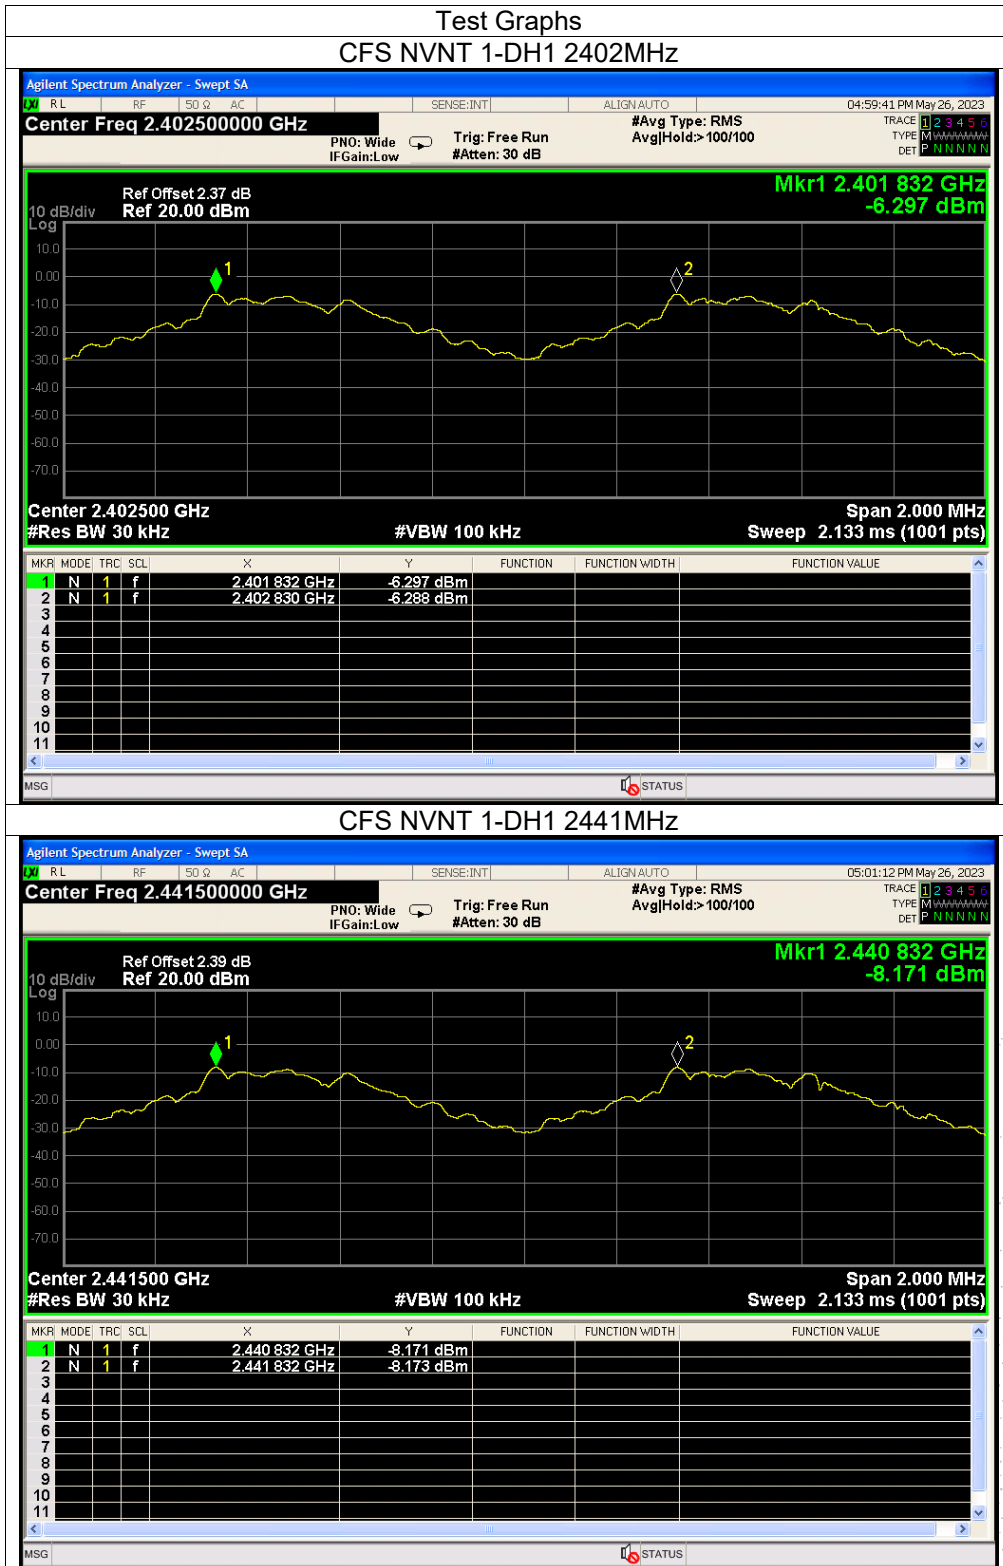 Test Graphs
CFS NVNT 1-DH1 2402MHz
Agilent Spectrum Analyzer - Swept SA
LXI RL RF 50 Ω AC SENSE:INT ALIGN AUTO 04:59:41 PM May 26, 2023
Center Freq 2.402500000 GHz #Avg Type: RMS TRACE 1 2 3 4 5 6
PNO: Wide Trig: Free Run Avg|Hold:>100/100 TYPE MWWWWW
IFGain:Low #Atten: 30 dB DET P N N N N N
Mkr1 2.401 832 GHz
Ref Offset 2.37 dB
10 dB/div Ref 20.00 dBm -6.297 dBm
Log
10.0
0.00
1 2
-10.0
-20.0
-30.0
-40.0
-50.0
-60.0
-70.0
Center 2.402500 GHz Span 2.000 MHz
#Res BW 30 kHz #VBW 100 kHz Sweep 2.133 ms (1001 pts)
MKR MODE TRC SCL X Y FUNCTION FUNCTION WIDTH FUNCTION VALUE
1 N 1 f 2.401 832 GHz -6.297 dBm
2 N 1 f 2.402 830 GHz -6.288 dBm
3
4
5
6
7
8
9
10
11
MSG STATUS
CFS NVNT 1-DH1 2441MHz
Agilent Spectrum Analyzer - Swept SA
LXI RL RF 50 Ω AC SENSE:INT ALIGN AUTO 05:01:12 PM May 26, 2023
Center Freq 2.441500000 GHz #Avg Type: RMS TRACE 1 2 3 4 5 6
PNO: Wide Trig: Free Run Avg|Hold:>100/100 TYPE MWWWWW
IFGain:Low #Atten: 30 dB DET P N N N N N
Mkr1 2.440 832 GHz
Ref Offset 2.39 dB
10 dB/div Ref 20.00 dBm -8.171 dBm
Log
10.0
0.00
1 2
-10.0
-20.0
-30.0
-40.0
-50.0
-60.0
-70.0
Center 2.441500 GHz Span 2.000 MHz
#Res BW 30 kHz #VBW 100 kHz Sweep 2.133 ms (1001 pts)
MKR MODE TRC SCL X Y FUNCTION FUNCTION WIDTH FUNCTION VALUE
1 N 1 f 2.440 832 GHz -8.171 dBm
2 N 1 f 2.441 832 GHz -8.173 dBm
3
4
5
6
7
8
9
10
11
MSG STATUS